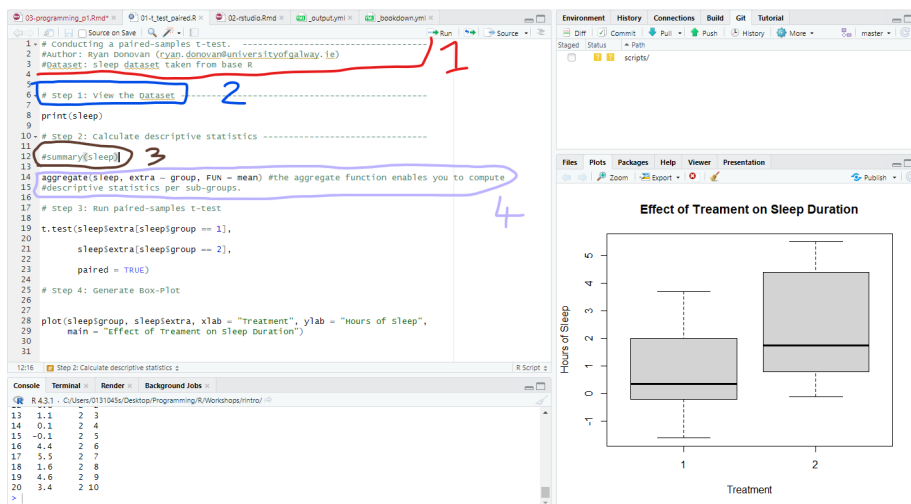 03-programming_p1.Rmd* × 01-t_test_paired.R × 02-rstudio.Rmd × _output.yml × _bookdown.yml ×
Source on Save Run Source
1 # Conducting a paired-samples t-test. ----------------------------------- 1
2 #Author: Ryan Donovan (ryan.donovan@universityofgalway.ie)
3 #Dataset: sleep dataset taken from base R
4
5
6 # Step 1: View the Dataset --------------------------------------------- 2
7
8 print(sleep)
9
10 # Step 2: Calculate descriptive statistics ------------------------------
11
12 #summary(sleep) 3
13
14 aggregate(sleep, extra ~ group, FUN = mean) #the aggregate function enables you to compute
15 #descriptive statistics per sub-groups.
16 4
17 # Step 3: Run paired-samples t-test
18
19 t.test(sleep$extra[sleep$group == 1],
20
21 sleep$extra[sleep$group == 2],
22
23 paired = TRUE)
24
25 # Step 4: Generate Box-Plot
26
27
28 plot(sleep$group, sleep$extra, xlab = "Treatment", ylab = "Hours of Sleep",
29 main = "Effect of Treament on Sleep Duration")
30
31
12:16 Step 2: Calculate descriptive statistics R Script
Console Terminal × Render × Background Jobs ×
R 4.3.1 · C:/Users/0131045s/Desktop/Programming/R/Workshops/rintro/
13 1.1 2 3
14 0.1 2 4
15 -0.1 2 5
16 4.4 2 6
17 5.5 2 7
18 1.6 2 8
19 4.6 2 9
20 3.4 2 10
>
Environment History Connections Build Git Tutorial
Diff Commit Pull Push History More master
Staged Status Path
? ? scripts/
Files Plots Packages Help Viewer Presentation
Zoom Export Publish
Effect of Treament on Sleep Duration
Hours of Sleep
5
4
3
2
1
0
-1
1 2
Treatment